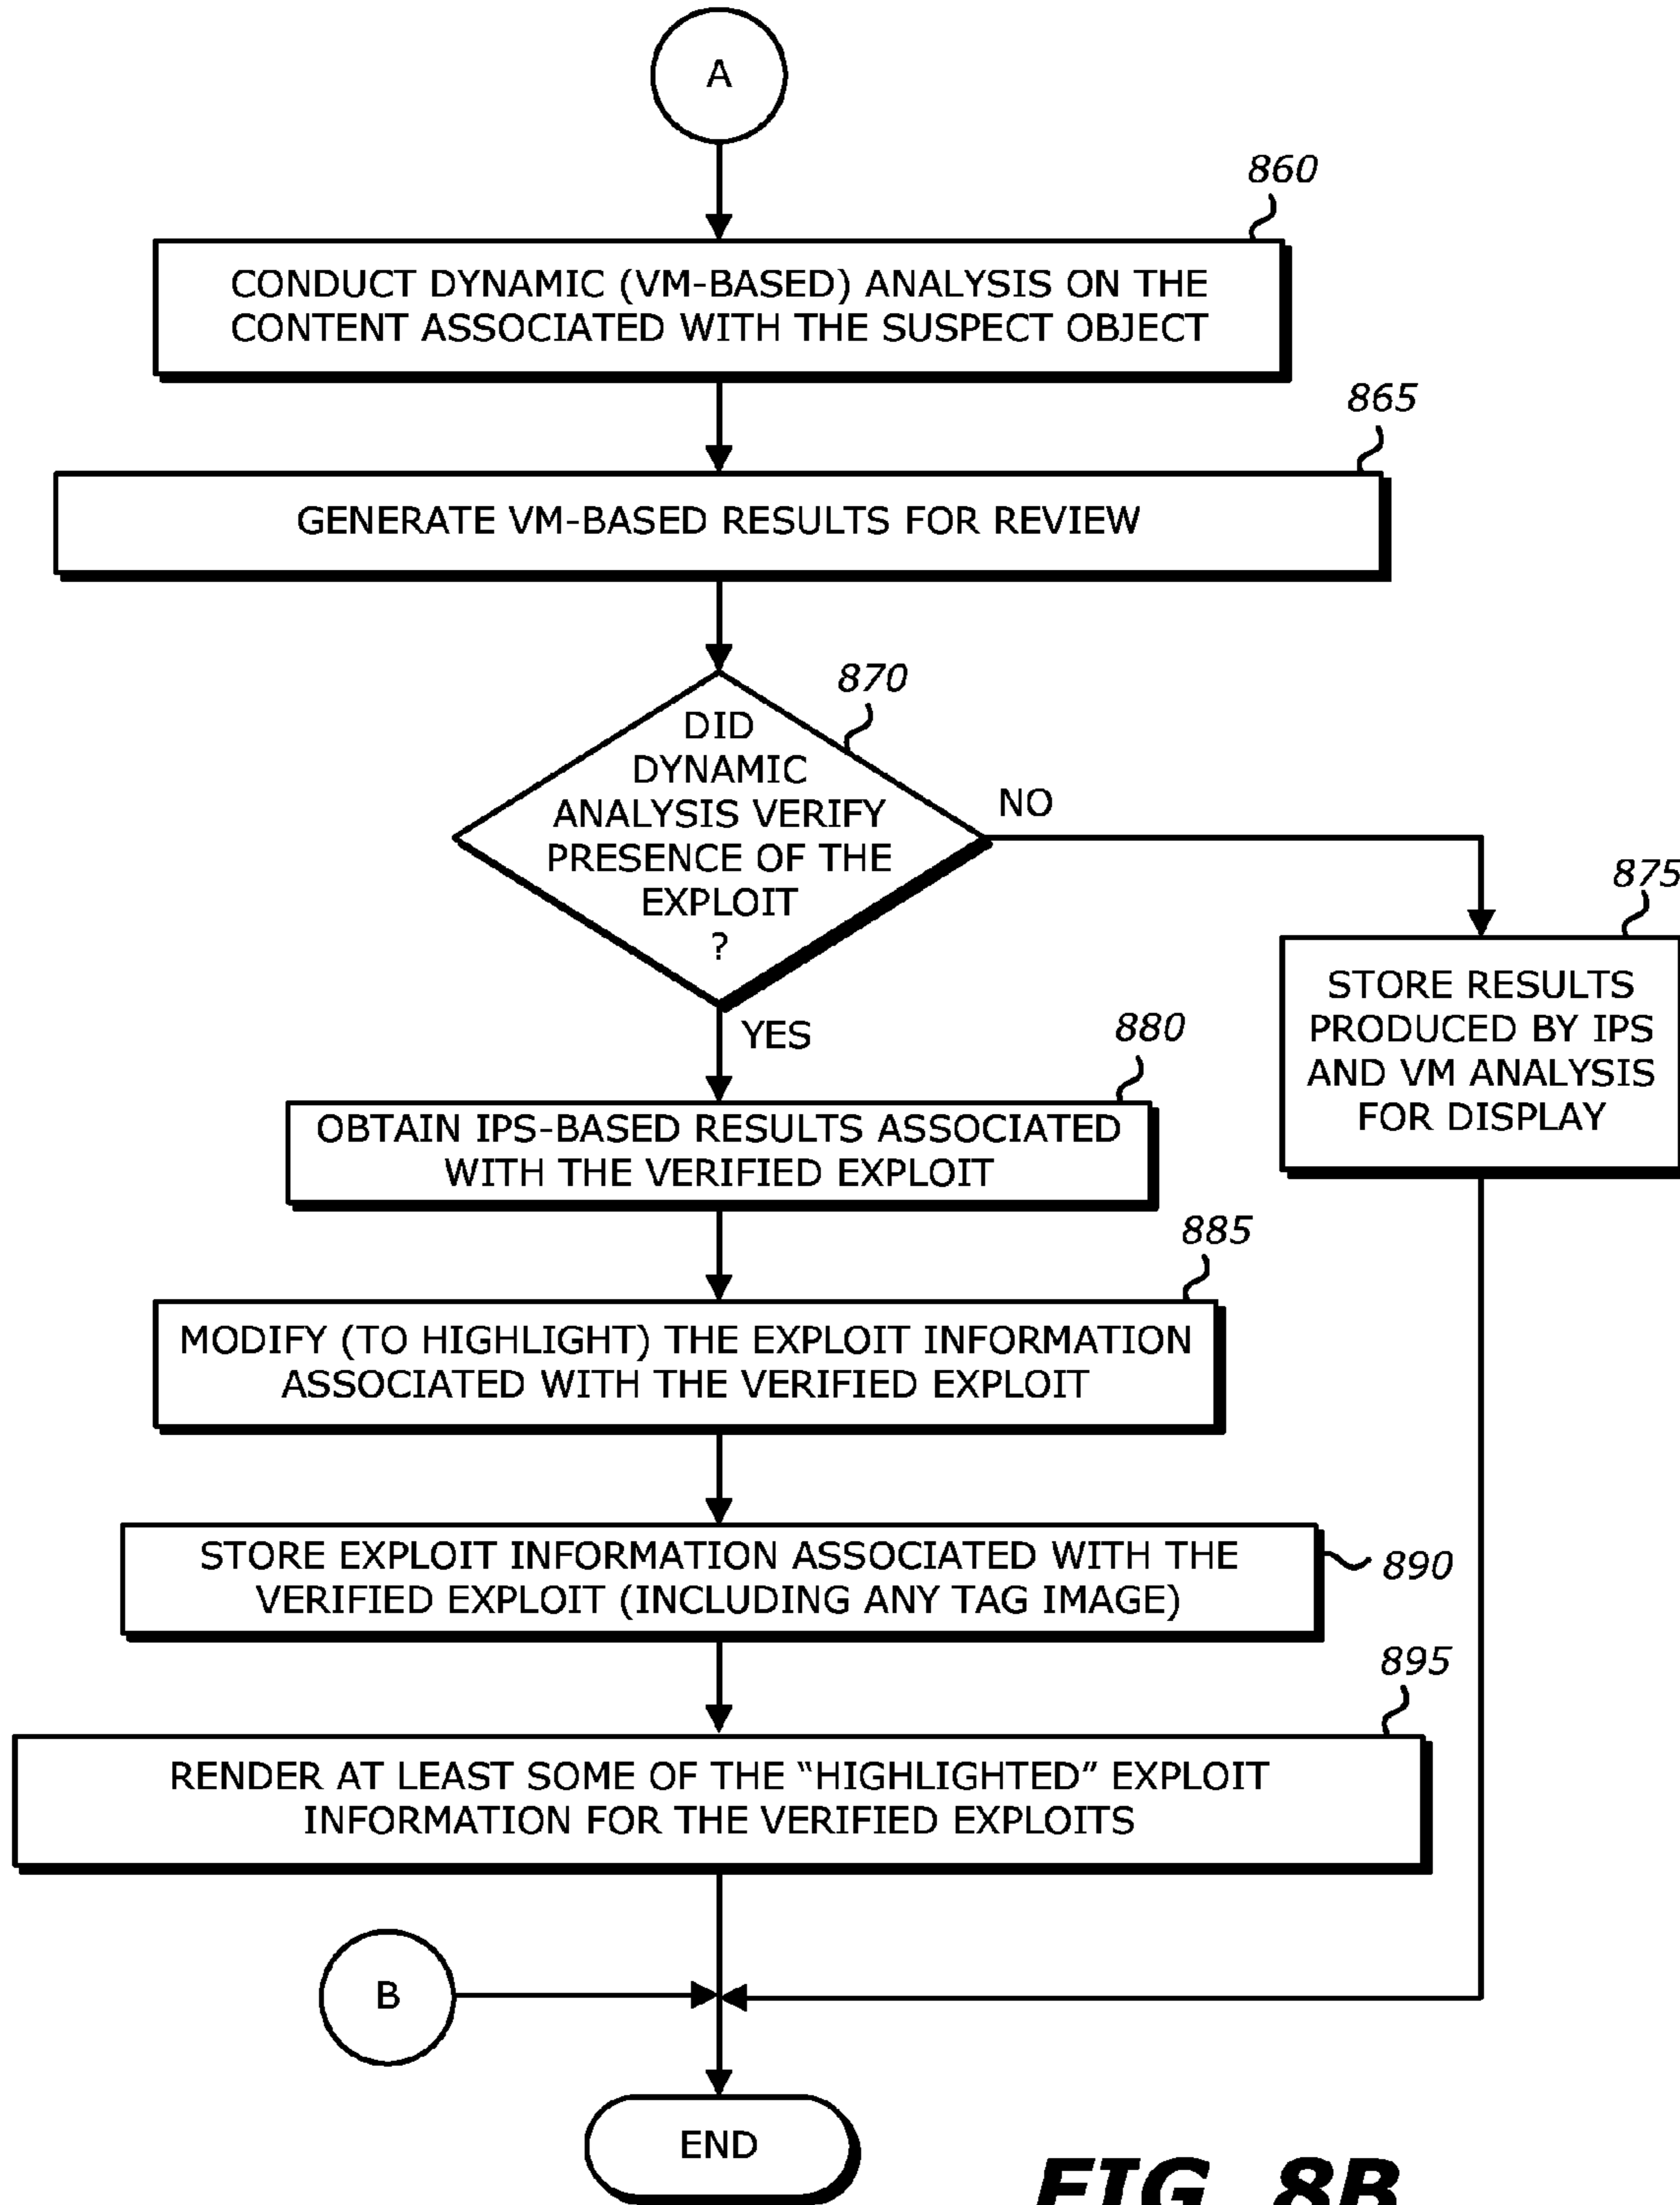 A
860
CONDUCT DYNAMIC (VM-BASED) ANALYSIS ON THE
CONTENT ASSOCIATED WITH THE SUSPECT OBJECT
865
GENERATE VM-BASED RESULTS FOR REVIEW
870
DID
DYNAMIC
ANALYSIS VERIFY
PRESENCE OF THE
EXPLOIT
?
NO
875
STORE RESULTS
PRODUCED BY IPS
AND VM ANALYSIS
FOR DISPLAY
YES
880
OBTAIN IPS-BASED RESULTS ASSOCIATED
WITH THE VERIFIED EXPLOIT
885
MODIFY (TO HIGHLIGHT) THE EXPLOIT INFORMATION
ASSOCIATED WITH THE VERIFIED EXPLOIT
STORE EXPLOIT INFORMATION ASSOCIATED WITH THE
VERIFIED EXPLOIT (INCLUDING ANY TAG IMAGE)
890
895
RENDER AT LEAST SOME OF THE “HIGHLIGHTED” EXPLOIT
INFORMATION FOR THE VERIFIED EXPLOITS
B
END
FIG. 8B